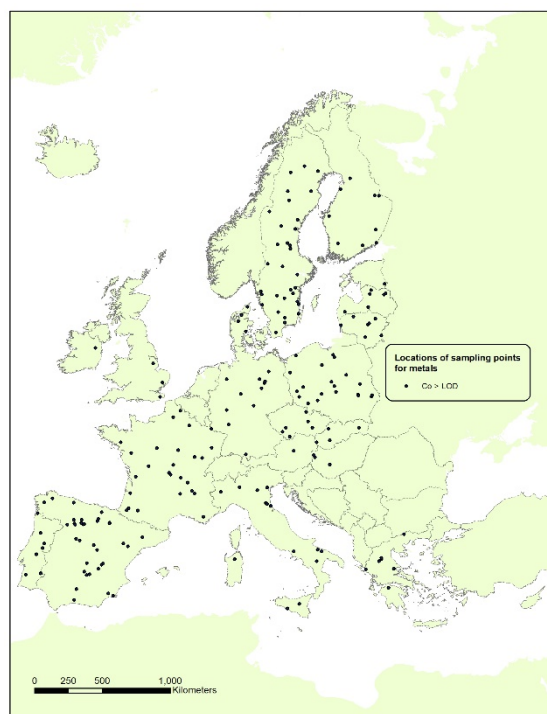 Locations of sampling points
for metals
Co > LOD
0 250 500 1,000
Kilometers